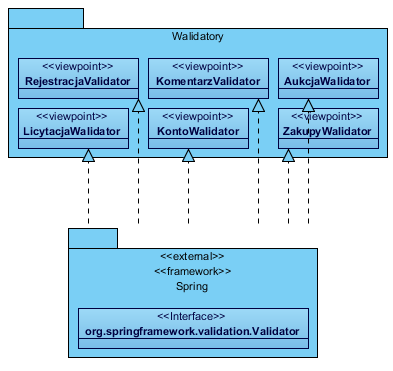 Walidatory
<<viewpoint>> <<viewpoint>> <<viewpoint>>
RejestracjaValidator KomentarzValidator AukcjaWalidator
<<viewpoint>> <<viewpoint>> <<viewpoint>>
LicytacjaWalidator KontoWalidator ZakupyWalidator
<<external>>
<<framework>>
Spring
<<Interface>>
org.springframework.validation.Validator